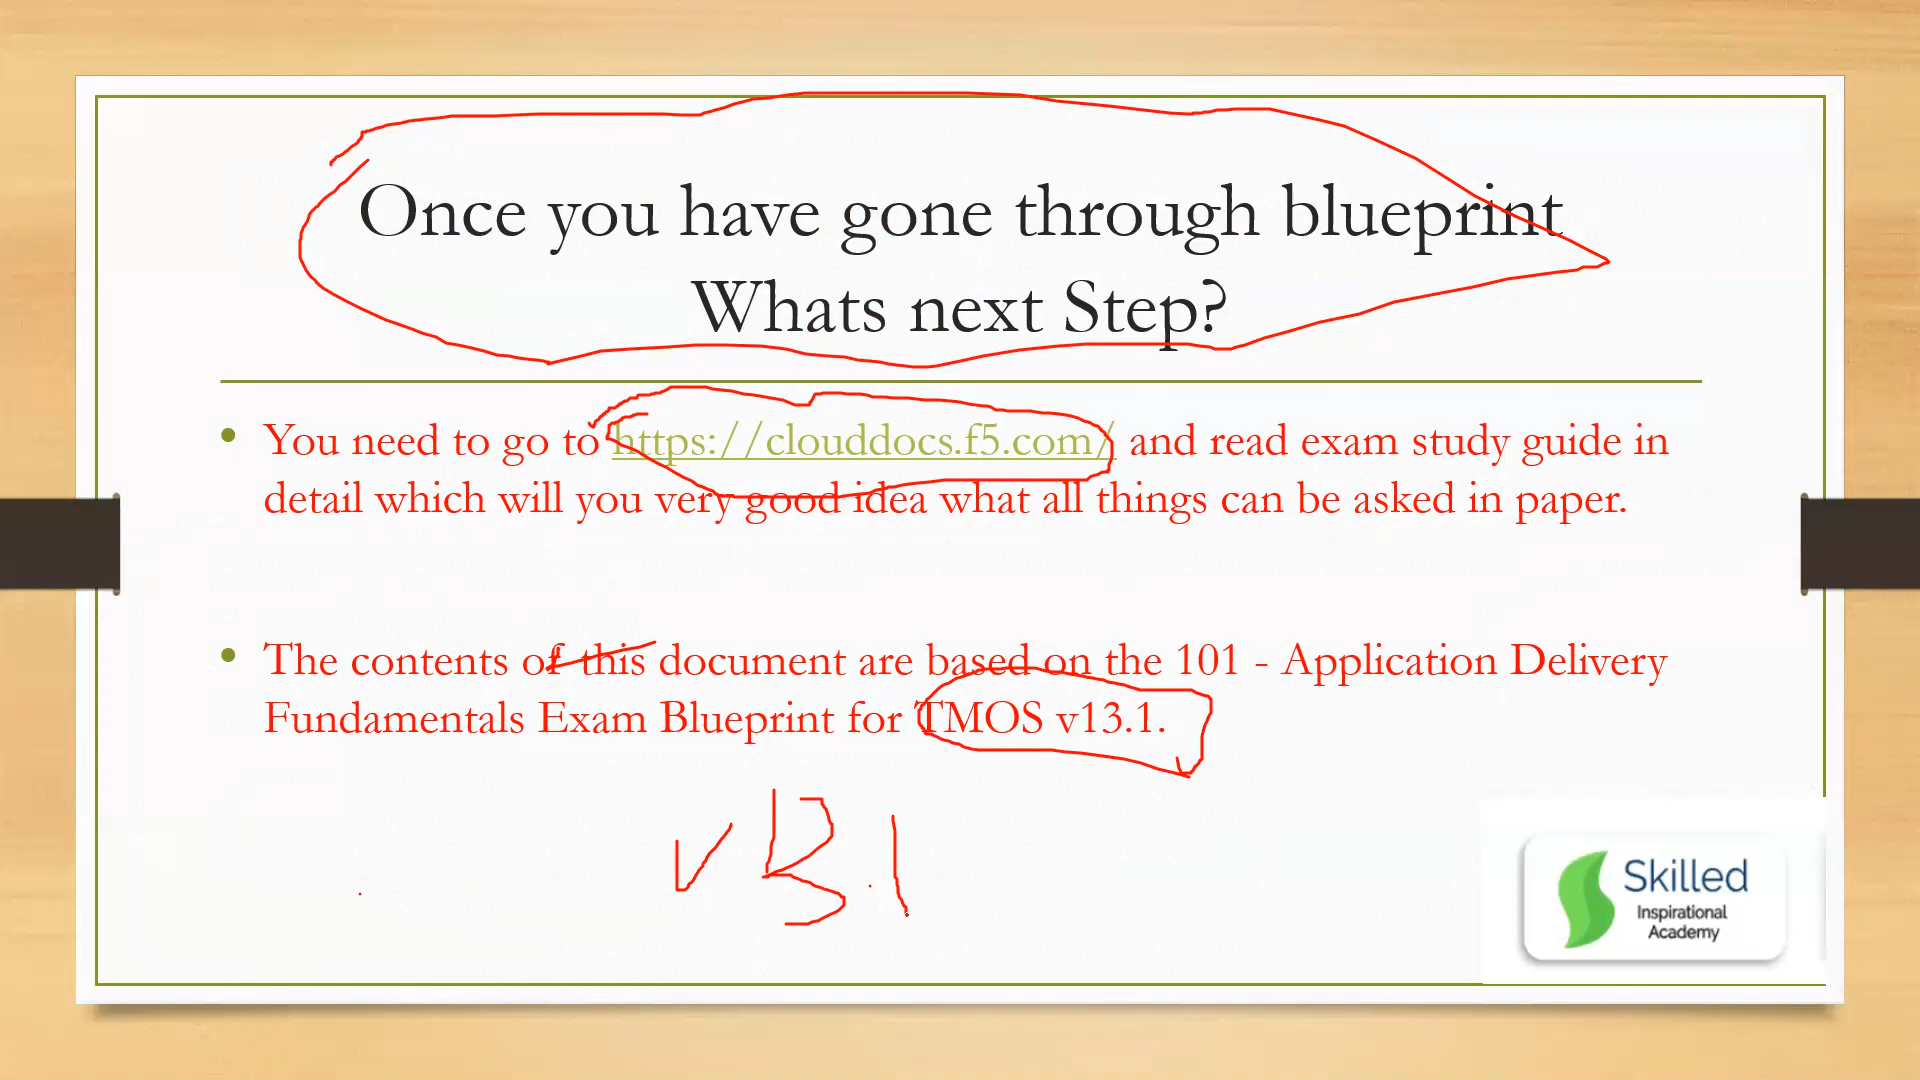 Once you have gone through blueprint
Whats next Step?
You need to go to https://clouddocs.f5.com/ and read exam study guide in
detail which will you very good idea what all things can be asked in paper.
The contents of this document are based on the 101 - Application Delivery
Fundamentals Exam Blueprint for TMOS v13.1.
v13.1
Skilled
Inspirational
Academy